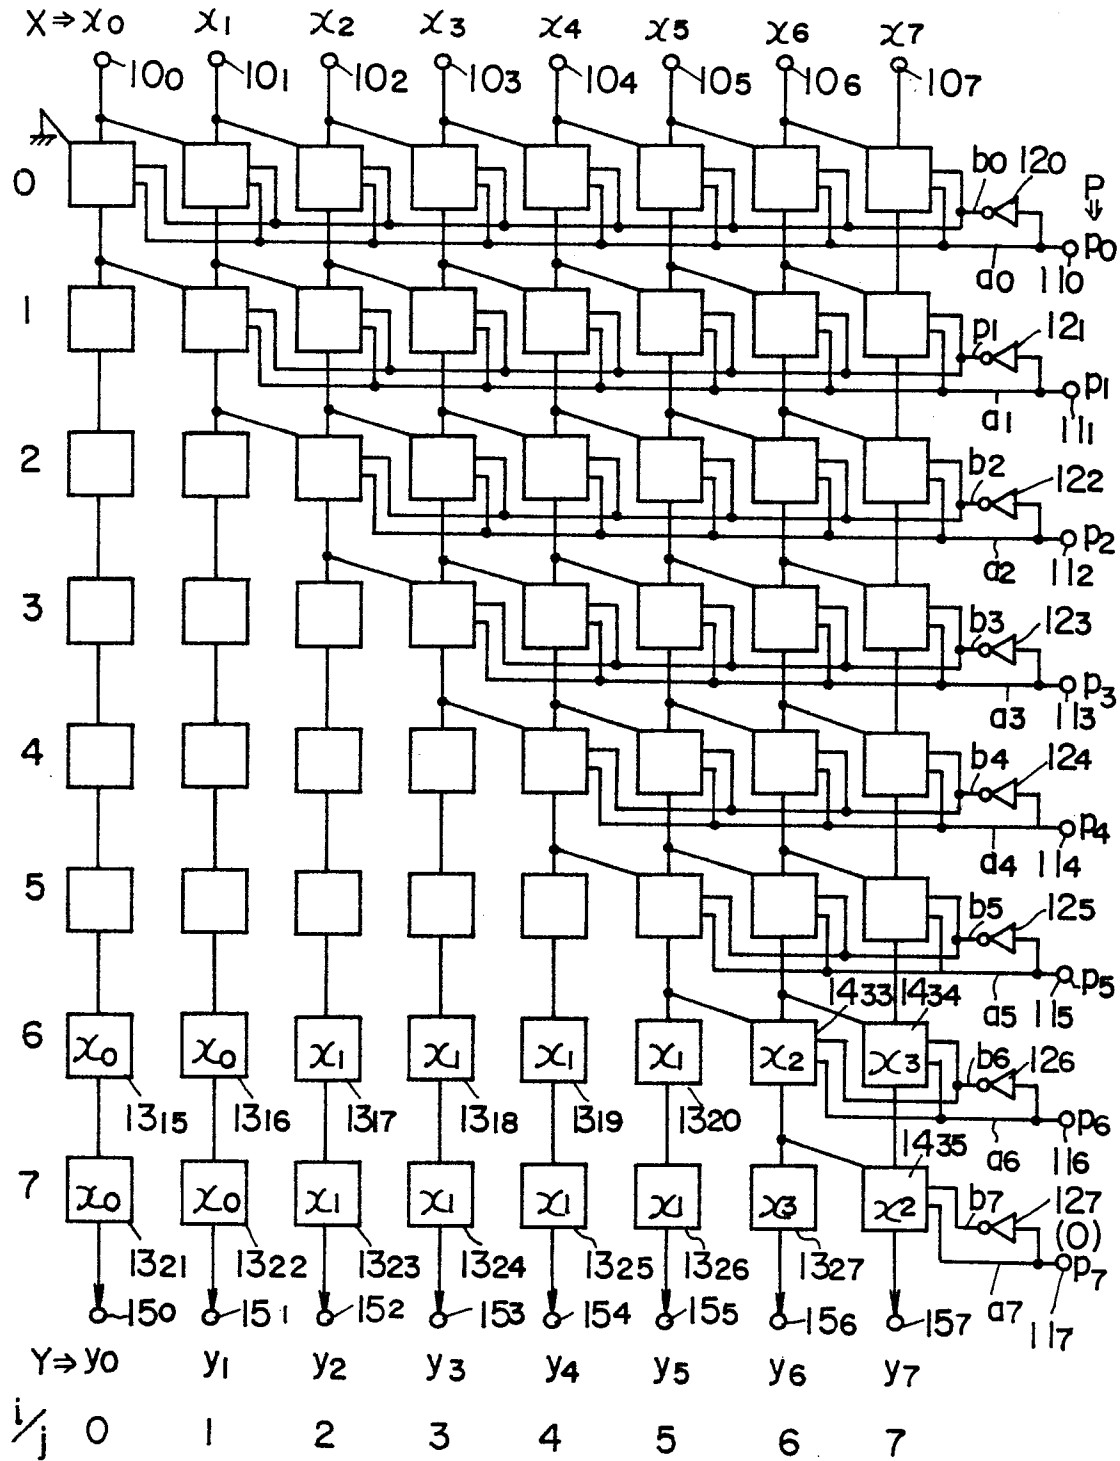 X ⇒ x0 x1 x2 x3 x4 x5 x6 x7
100 101 102 103 104 105 106 107
0 b0 120 P ⇓
p0
a0 110
1 p1 121
p1
a1 111
2 b2 122
p2
a2 112
3 b3 123
p3
a3 113
4 b4 124
p4
a4 114
5 b5 125
p5
1433 1434 a5 115
6 x0 x0 x1 x1 x1 x1 x2 x3 b6 126
1315 1316 1317 1318 1319 1320 p6
1435 a6 116
7 x0 x0 x1 x1 x1 x1 x3 x2 b7 127
(0)
1321 1322 1323 1324 1325 1326 1327 p7
150 151 152 153 154 155 156 157 a7 117
Y ⇒ y0 y1 y2 y3 y4 y5 y6 y7
i/j 0 1 2 3 4 5 6 7